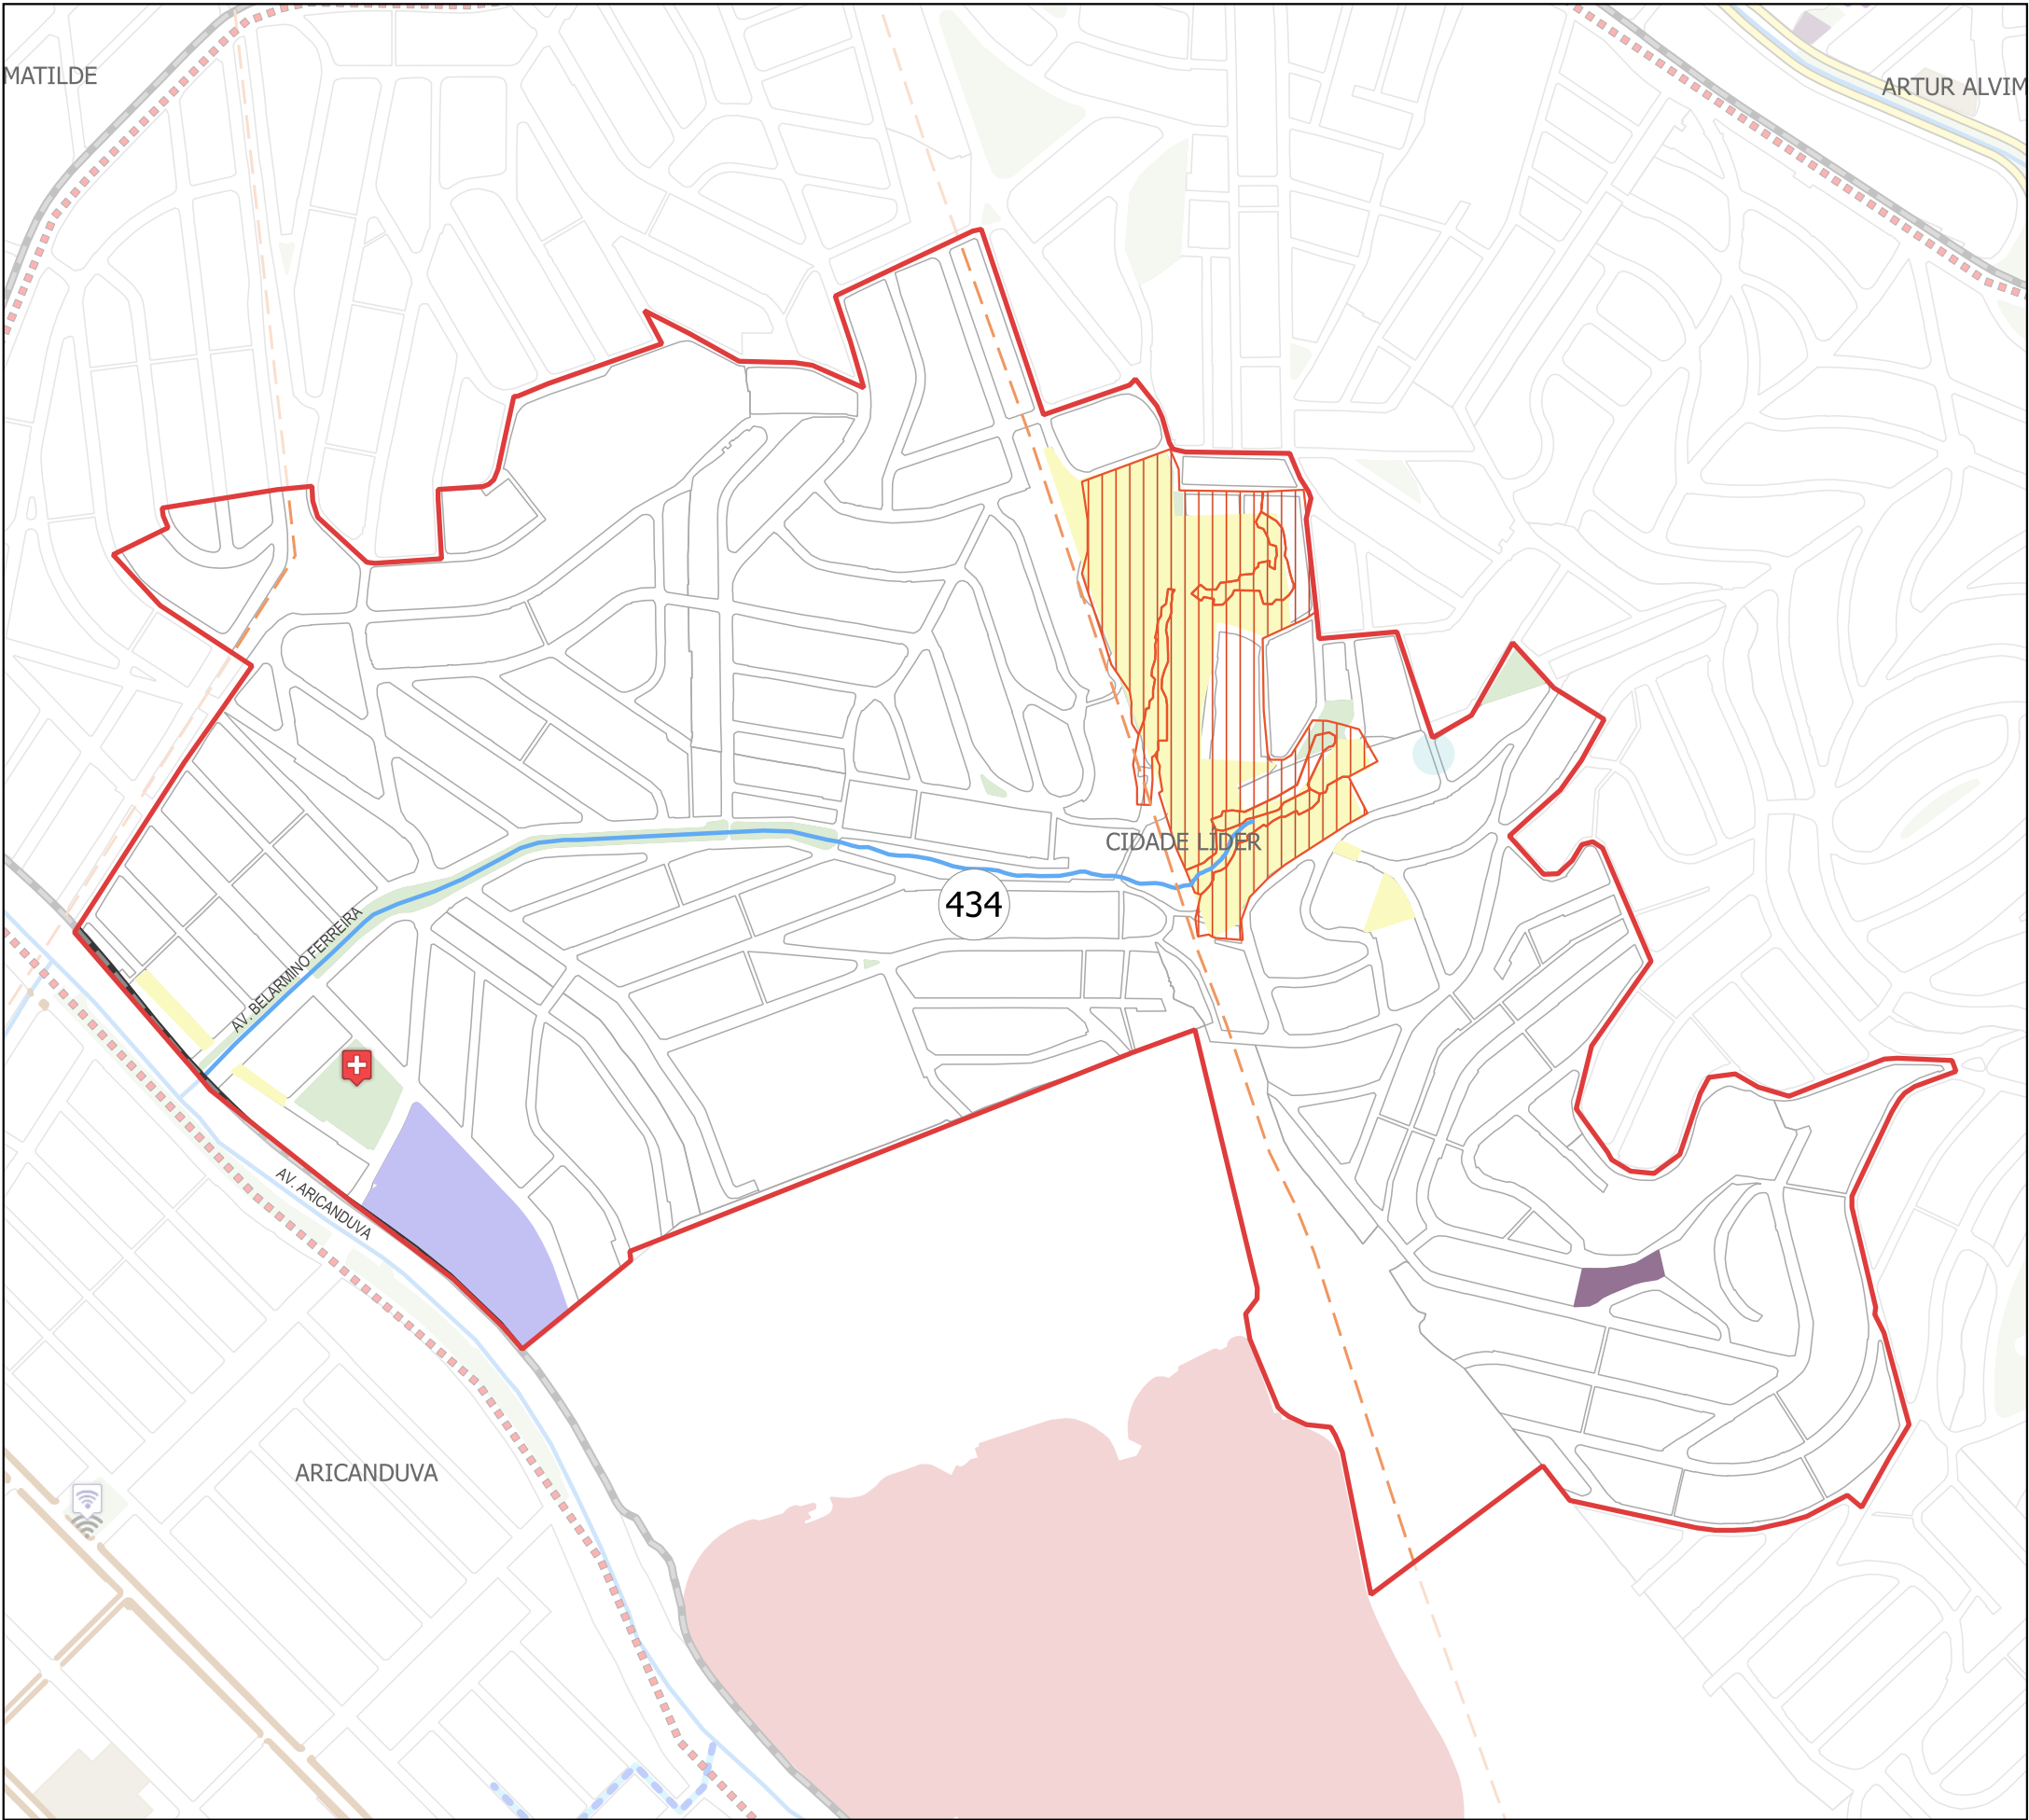 MATILDE
ARTUR ALVIM
CIDADE LÍDER
434
AV. BELARMINO FERREIRA
AV. ARICANDUVA
ARICANDUVA